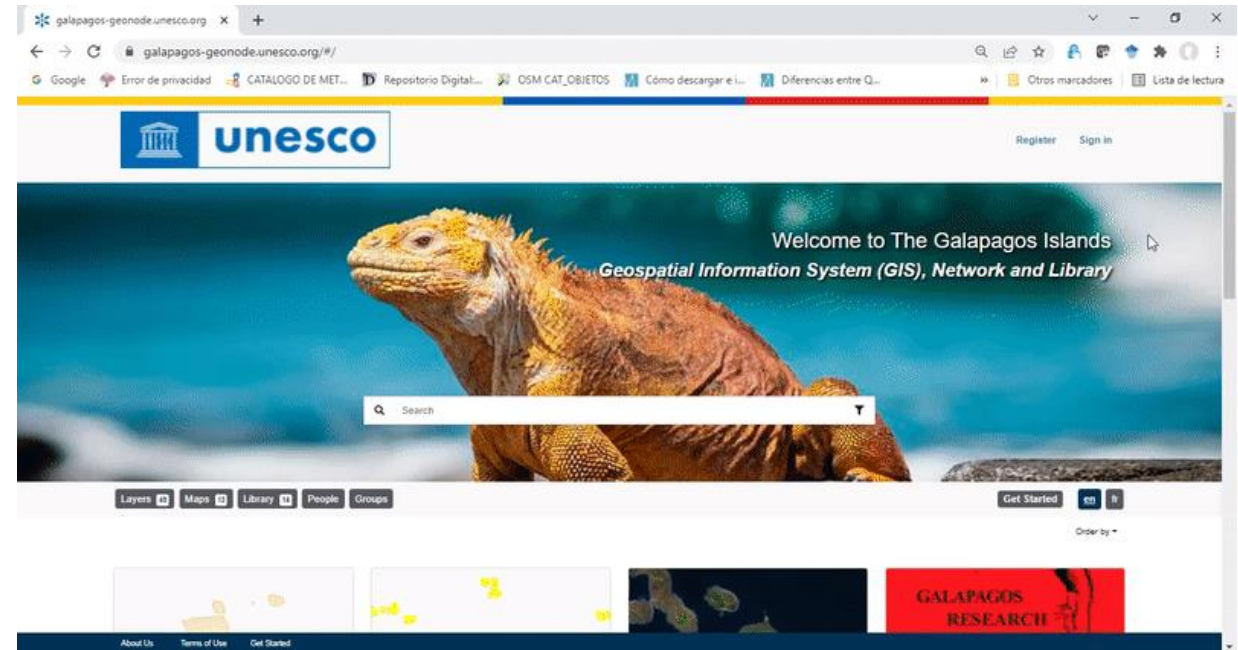 galapagos-geonode.unesco.org
galapagos-geonode.unesco.org/#/
Google Error de privacidad CATALOGO DE MET... Repositorio Digital:... OSM CAT_OBJETOS Cómo descargar e i... Diferencias entre Q... » Otros marcadores Lista de lectura
unesco
Register Sign in
Welcome to The Galapagos Islands
Geospatial Information System (GIS), Network and Library
Search
Layers Maps Library People Groups Get Started en fr
Order by
GALAPAGOS
RESEARCH
About Us Terms of Use Get Started